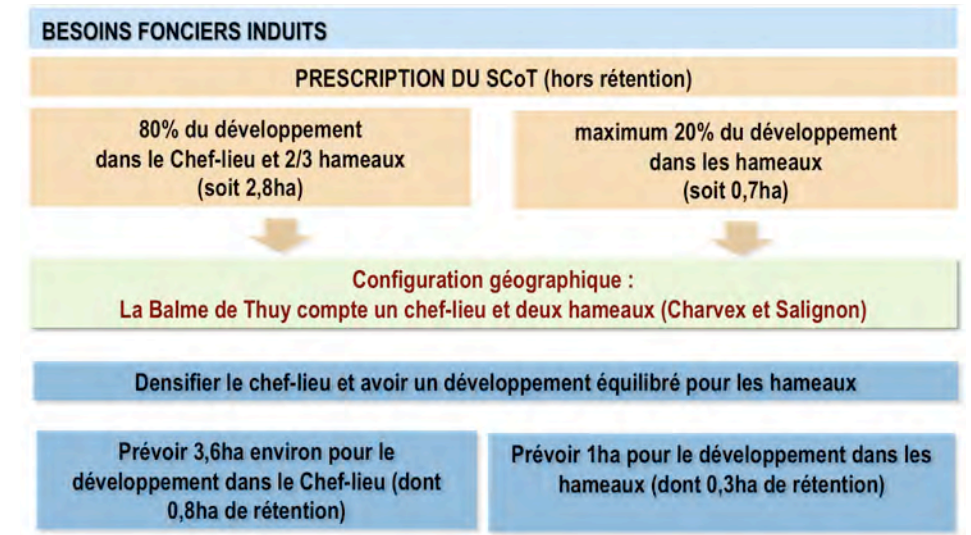 BESOINS FONCIERS INDUITS
PRESCRIPTION DU SCoT (hors rétention)
80% du développement
dans le Chef-lieu et 2/3 hameaux
(soit 2,8ha)
maximum 20% du développement
dans les hameaux
(soit 0,7ha)
Configuration géographique :
La Balme de Thuy compte un chef-lieu et deux hameaux (Charvex et Salignon)
Densifier le chef-lieu et avoir un développement équilibré pour les hameaux
Prévoir 3,6ha environ pour le
développement dans le Chef-lieu (dont
0,8ha de rétention)
Prévoir 1ha pour le développement dans les
hameaux (dont 0,3ha de rétention)